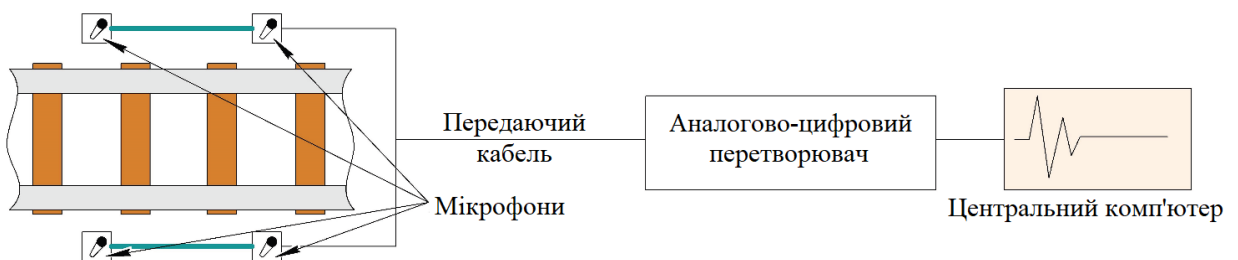 Передаючий
кабель
Мікрофони
Аналогово-цифровий
перетворювач
Центральний комп'ютер